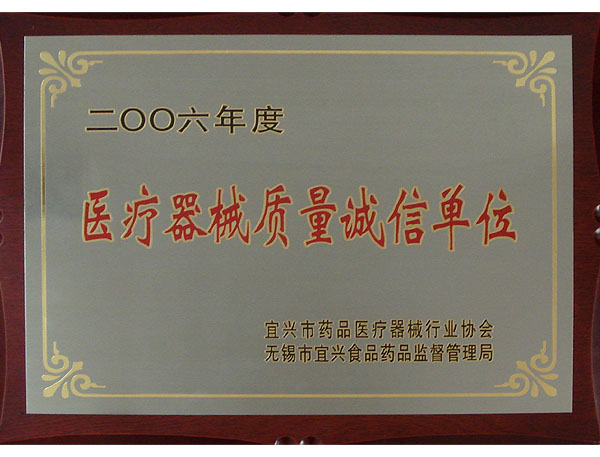 二〇〇六年度
医疗器械质量诚信单位
宜兴市药品医疗器械行业协会
无锡市宜兴食品药品监督管理局